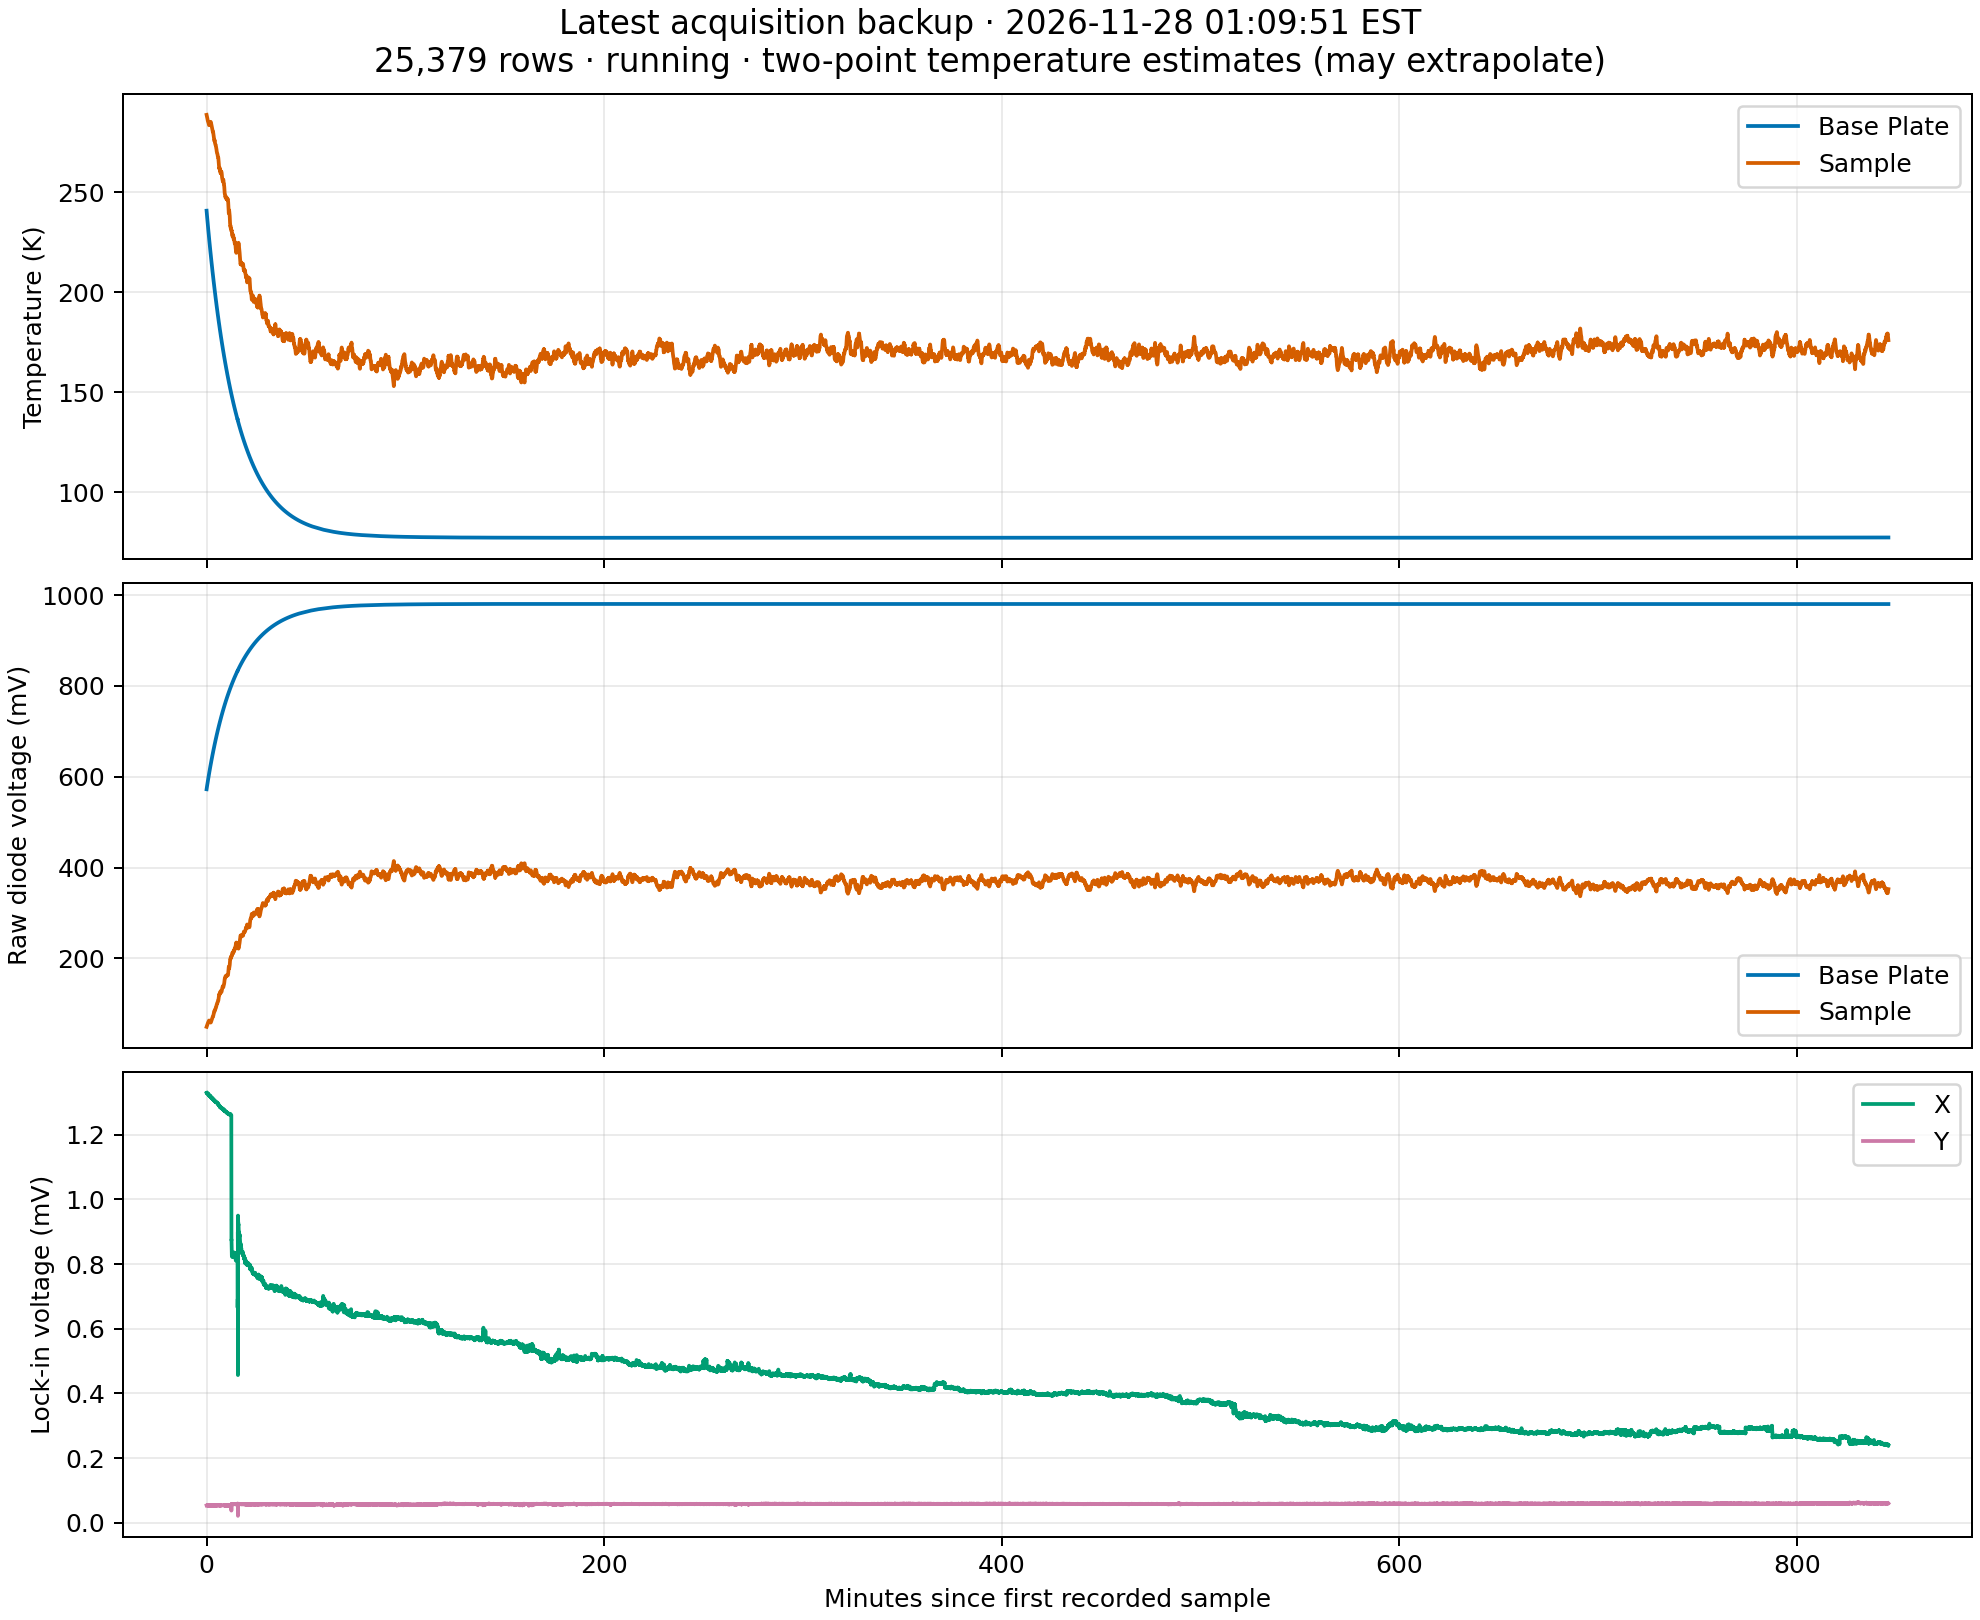 Latest acquisition backup · 2026-11-28 01:09:51 EST
25,379 rows · running · two-point temperature estimates (may extrapolate)
Temperature (K)
250
200
150
100
Base Plate
Sample
Raw diode voltage (mV)
1000
800
600
400
200
Base Plate
Sample
Lock-in voltage (mV)
1.2
1.0
0.8
0.6
0.4
0.2
0.0
X
Y
0
200
400
600
800
Minutes since first recorded sample